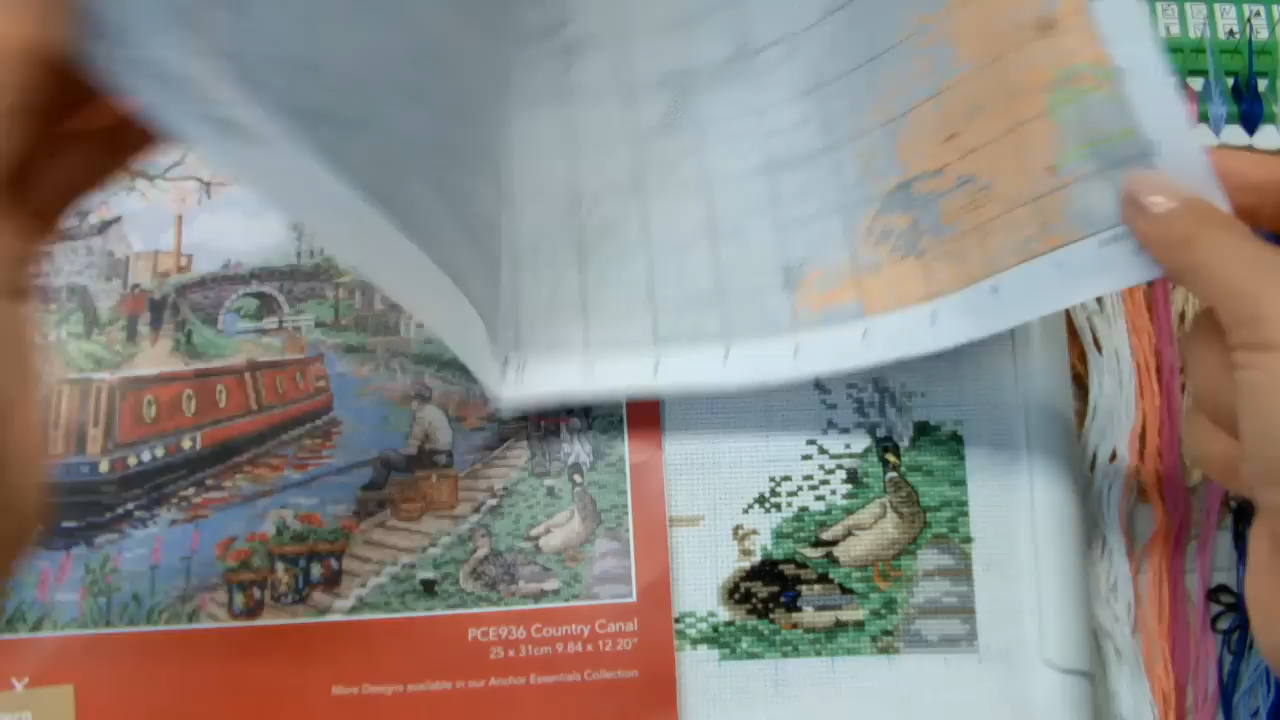 PCE936 Country Canal
25 x 31cm 9.84 x 12.20"
More Designs available in our Anchor Essentials Collection